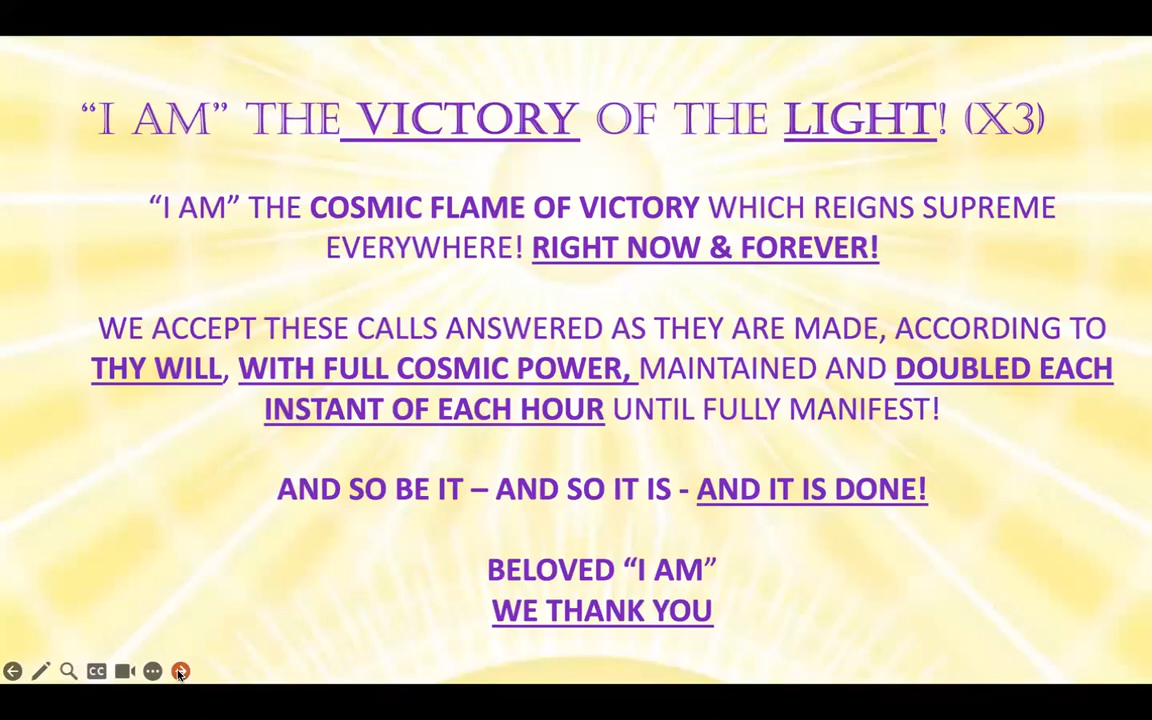 “I AM” THE VICTORY OF THE LIGHT! (X3)
“I AM” THE COSMIC FLAME OF VICTORY WHICH REIGNS SUPREME
EVERYWHERE! RIGHT NOW & FOREVER!
WE ACCEPT THESE CALLS ANSWERED AS THEY ARE MADE, ACCORDING TO
THY WILL, WITH FULL COSMIC POWER, MAINTAINED AND DOUBLED EACH
INSTANT OF EACH HOUR UNTIL FULLY MANIFEST!
AND SO BE IT – AND SO IT IS - AND IT IS DONE!
BELOVED “I AM”
WE THANK YOU
CC